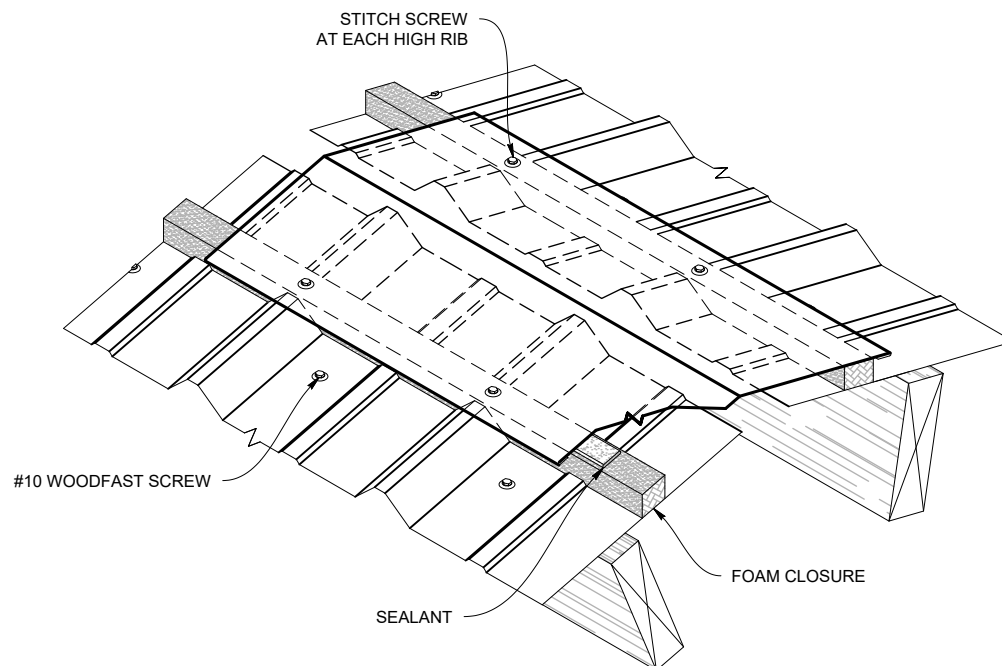 STITCH SCREW
AT EACH HIGH RIB
#10 WOODFAST SCREW
FOAM CLOSURE
SEALANT